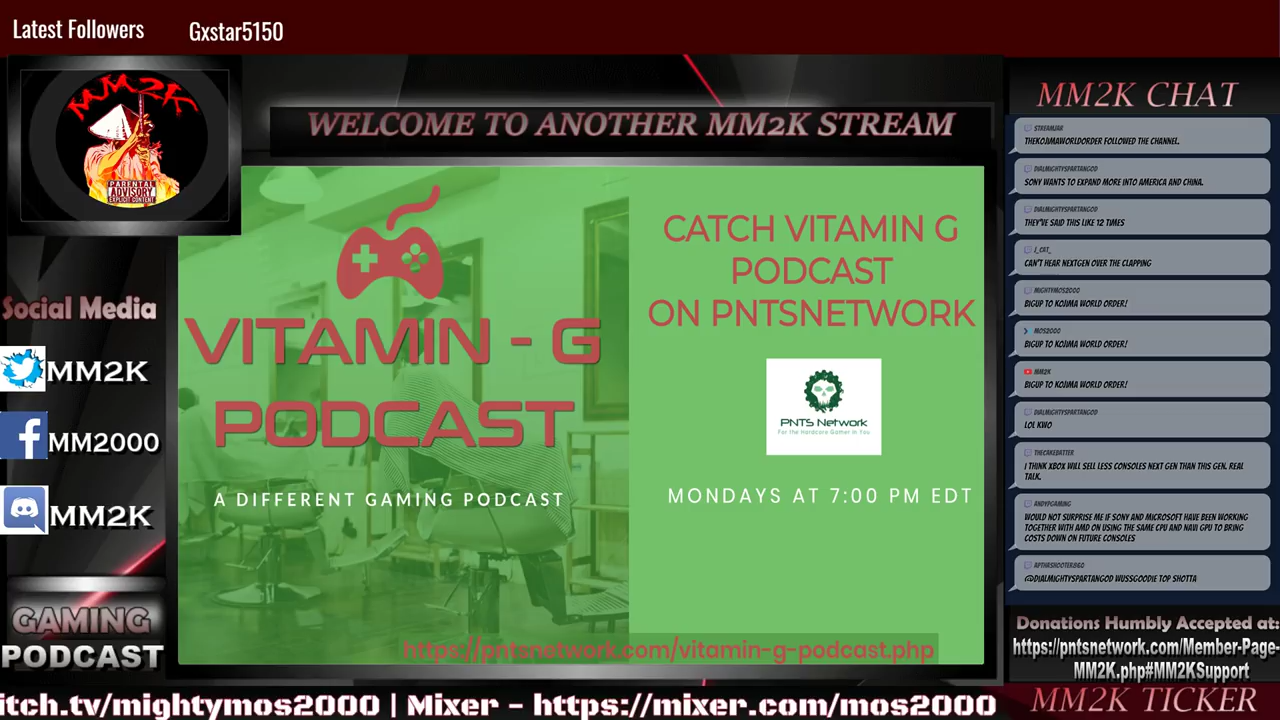 Latest Followers
Gxstar5150
MM2K
PARENTAL
ADVISORY
EXPLICIT CONTENT
WELCOME TO ANOTHER MM2K STREAM
Social Media
MM2K
MM2000
MM2K
GAMING
PODCAST
VITAMIN - G
PODCAST
A DIFFERENT GAMING PODCAST
CATCH VITAMIN G
PODCAST
ON PNTSNETWORK
PNTS Network
For the Hardcore Gamer In You
MONDAYS AT 7:00 PM EDT
https://pntsnetwork.com/vitamin-g-podcast.php
MM2K CHAT
STREAMJAR
THEKOJIMAWORLDORDER FOLLOWED THE CHANNEL.
DJALMIGHTYSPARTANGOD
SONY WANTS TO EXPAND MORE INTO AMERICA AND CHINA.
DJALMIGHTYSPARTANGOD
THEY'VE SAID THIS LIKE 12 TIMES
J_CAT_
CAN'T HEAR NEXTGEN OVER THE CLAPPING
MIGHTYMOS2000
BIGUP TO KOJIMA WORLD ORDER!
MOS2000
BIGUP TO KOJIMA WORLD ORDER!
MM2K
BIGUP TO KOJIMA WORLD ORDER!
DJALMIGHTYSPARTANGOD
LOL KWO
THECAKEBATTER
I THINK XBOX WILL SELL LESS CONSOLES NEXT GEN THAN THIS GEN. REAL
TALK.
ANDYPGAMING
WOULD NOT SURPRISE ME IF SONY AND MICROSOFT HAVE BEEN WORKING
TOGETHER WITH AMD ON USING THE SAME CPU AND NAVI GPU TO BRING
COSTS DOWN ON FUTURE CONSOLES
APTHASHOOTER860
@DJALMIGHTYSPARTANGOD WUSSGOODIE TOP SHOTTA
Donations Humbly Accepted at:
https://pntsnetwork.com/Member-Page-
MM2K.php#MM2KSupport
itch.tv/mightymos2000 | Mixer - https://mixer.com/mos2000
MM2K TICKER